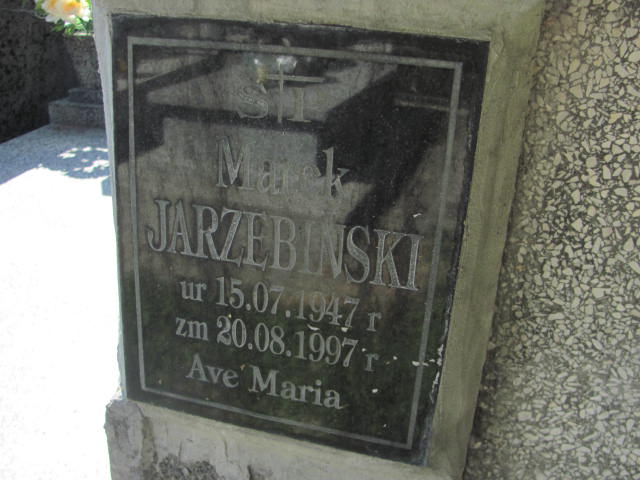 Ś†P
Marek
JARZĘBIŃSKI
ur 15.07.1947 r
zm 20.08.1997 r
Ave Maria